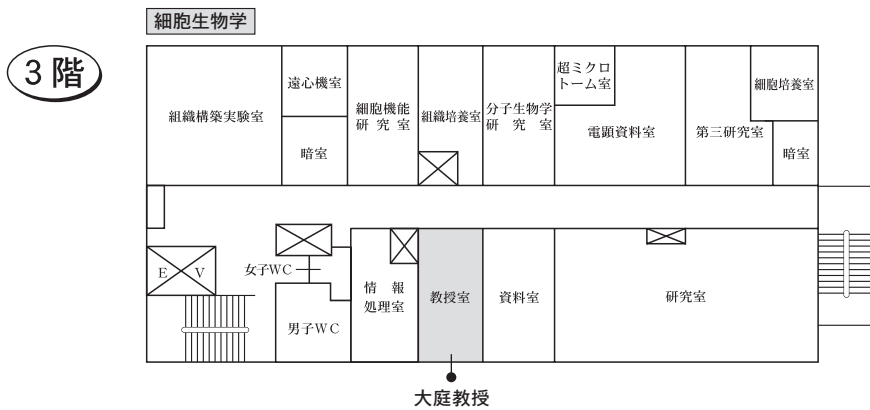 細胞生物学
3階
組織構築実験室
遠心機室
暗室
細胞機能
研究室
組織培養室
分子生物学
研究室
超ミクロ
トーム室
電顕資料室
第三研究室
細胞培養室
暗室
EV
女子WC
男子WC
情報
処理室
教授室
資料室
研究室
大庭教授